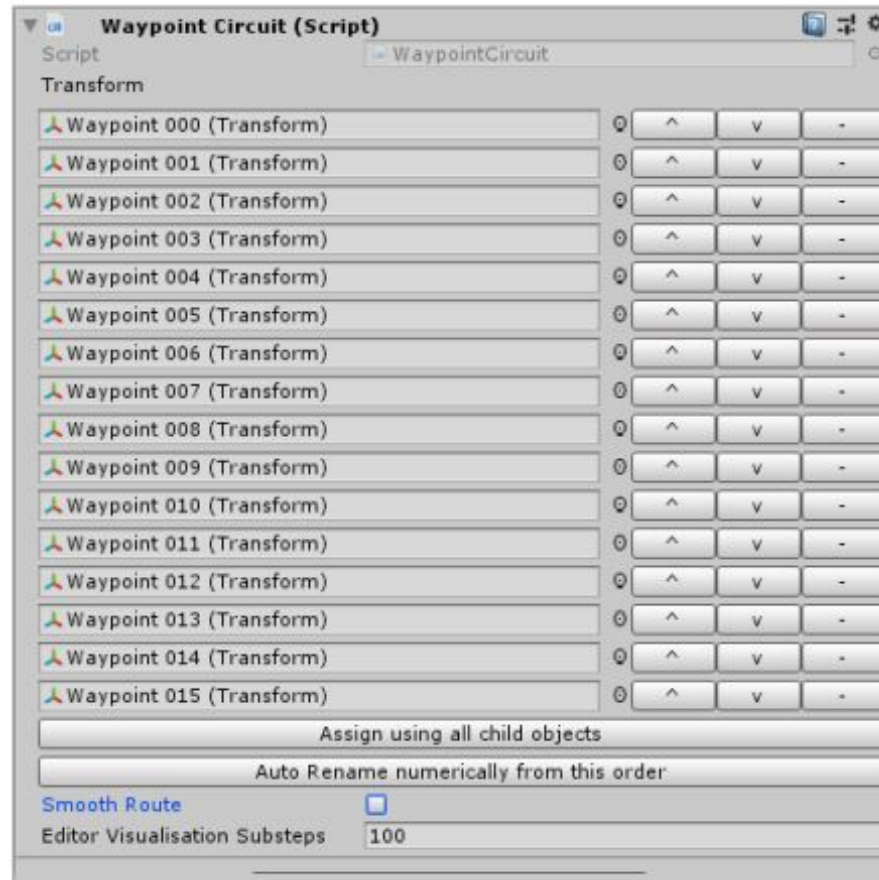 Waypoint Circuit (Script)
Script WaypointCircuit
Transform
Waypoint 000 (Transform) ^ v -
Waypoint 001 (Transform) ^ v -
Waypoint 002 (Transform) ^ v -
Waypoint 003 (Transform) ^ v -
Waypoint 004 (Transform) ^ v -
Waypoint 005 (Transform) ^ v -
Waypoint 006 (Transform) ^ v -
Waypoint 007 (Transform) ^ v -
Waypoint 008 (Transform) ^ v -
Waypoint 009 (Transform) ^ v -
Waypoint 010 (Transform) ^ v -
Waypoint 011 (Transform) ^ v -
Waypoint 012 (Transform) ^ v -
Waypoint 013 (Transform) ^ v -
Waypoint 014 (Transform) ^ v -
Waypoint 015 (Transform) ^ v -
Assign using all child objects
Auto Rename numerically from this order
Smooth Route
Editor Visualisation Substeps 100